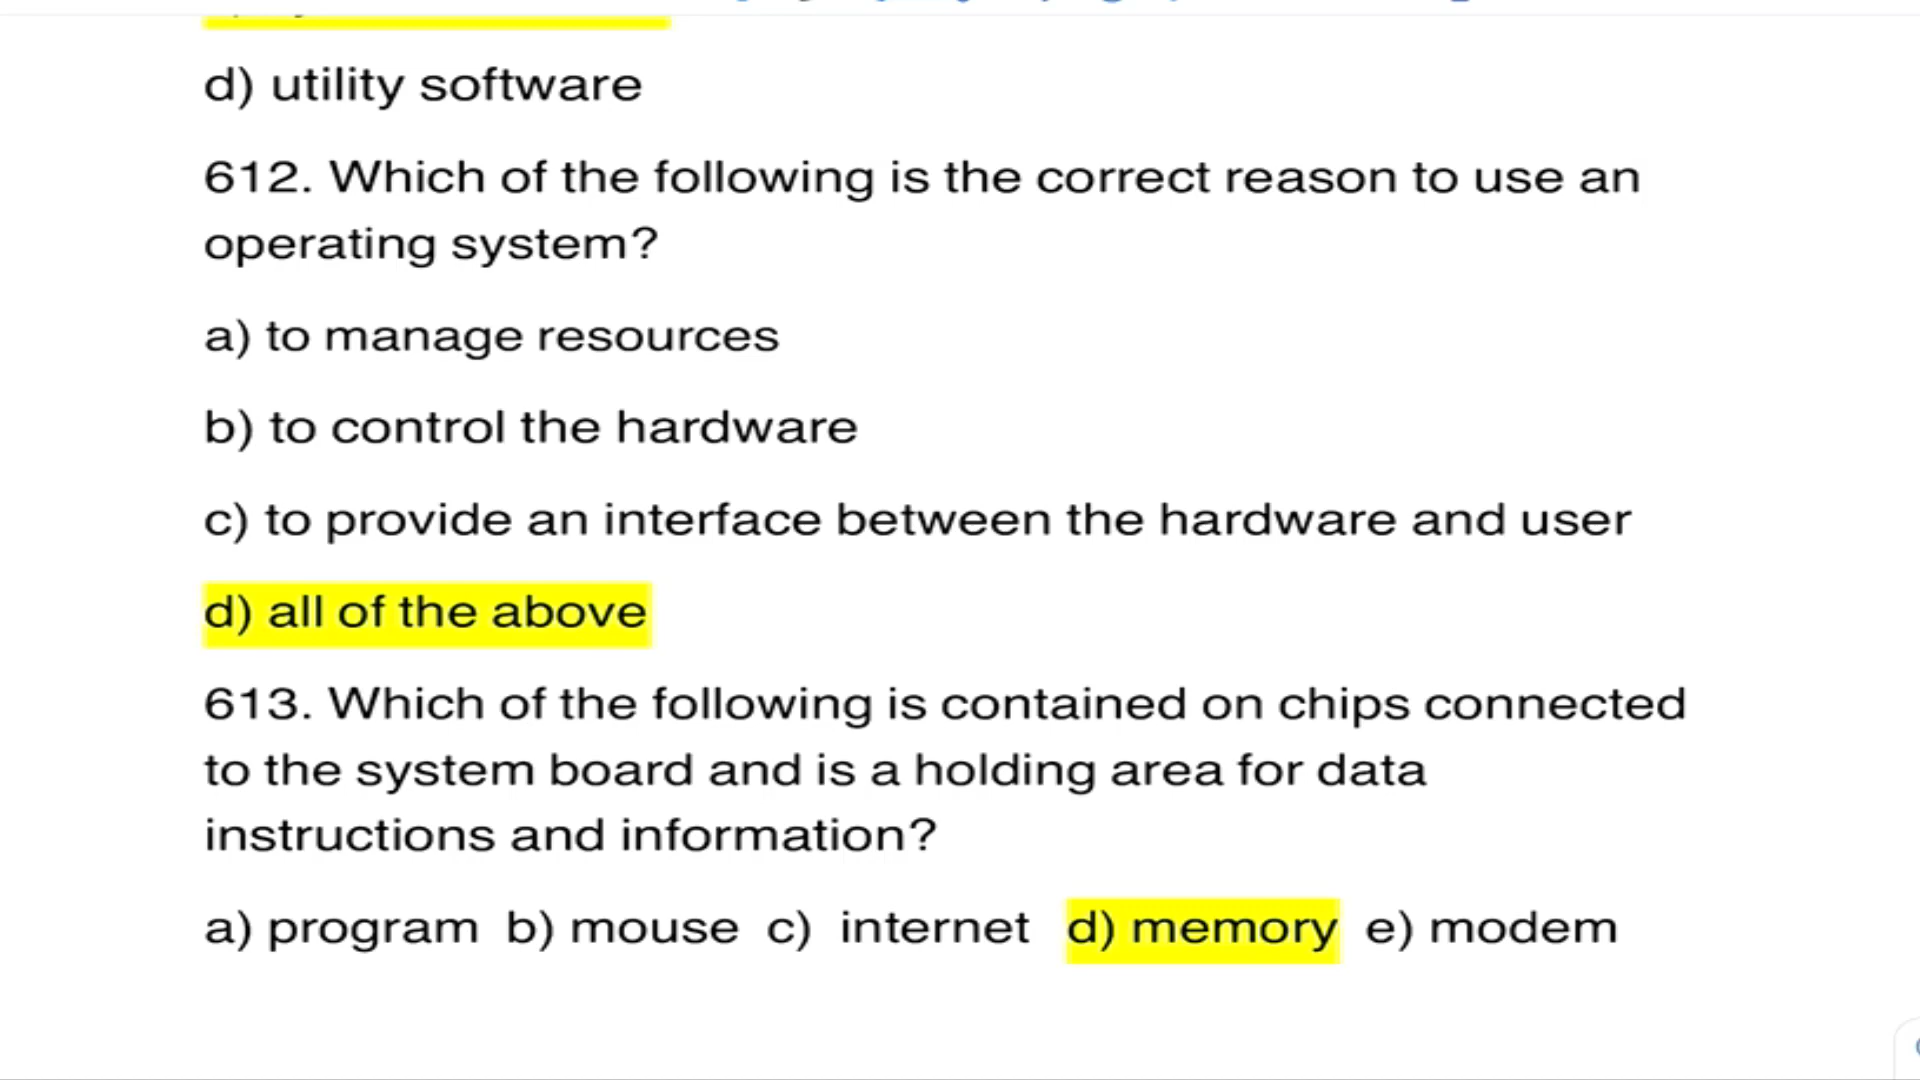 d) utility software
612. Which of the following is the correct reason to use an
operating system?
a) to manage resources
b) to control the hardware
c) to provide an interface between the hardware and user
d) all of the above
613. Which of the following is contained on chips connected
to the system board and is a holding area for data
instructions and information?
a) program b) mouse c) internet d) memory e) modem